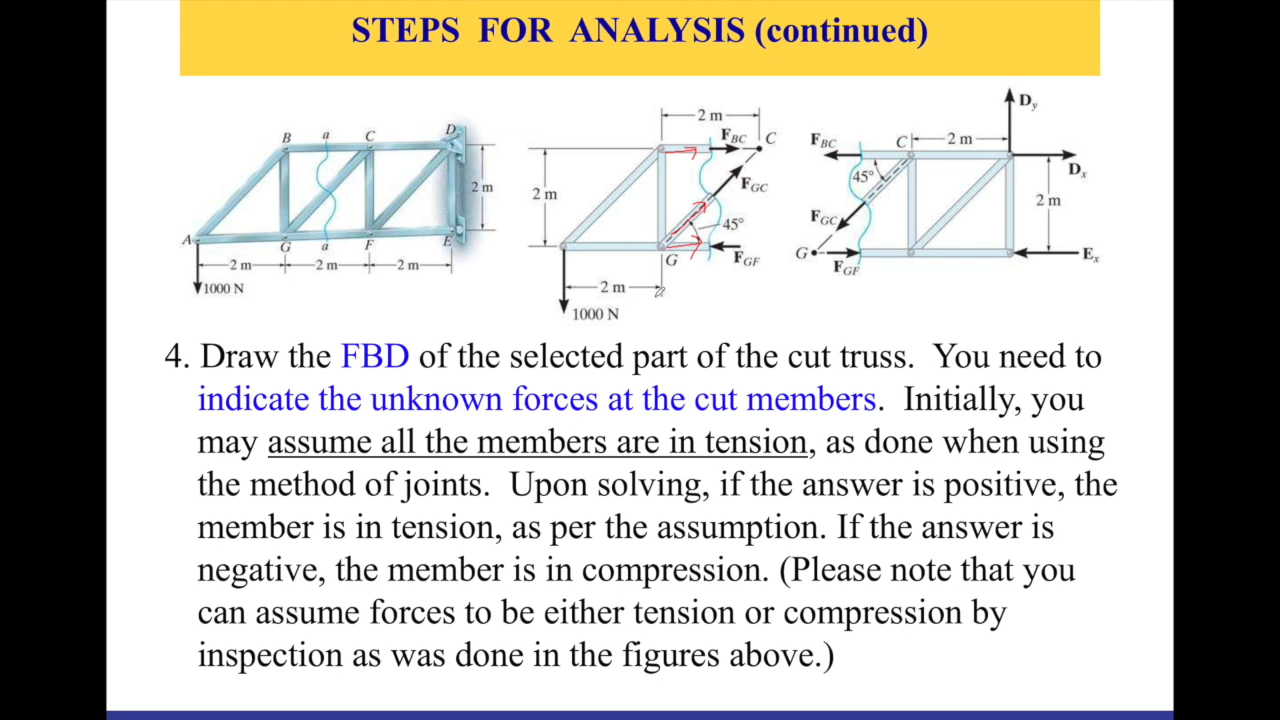 STEPS FOR ANALYSIS (continued)
B a C D
2 m
A G a F E
2 m 2 m 2 m
1000 N
2 m
F_BC C
2 m
F_GC
45°
G F_GF
2 m
1000 N
D_y
F_BC C 2 m
D_x
45°
2 m
F_GC
G E_x
F_GF
4. Draw the FBD of the selected part of the cut truss. You need to
indicate the unknown forces at the cut members. Initially, you
may assume all the members are in tension, as done when using
the method of joints. Upon solving, if the answer is positive, the
member is in tension, as per the assumption. If the answer is
negative, the member is in compression. (Please note that you
can assume forces to be either tension or compression by
inspection as was done in the figures above.)